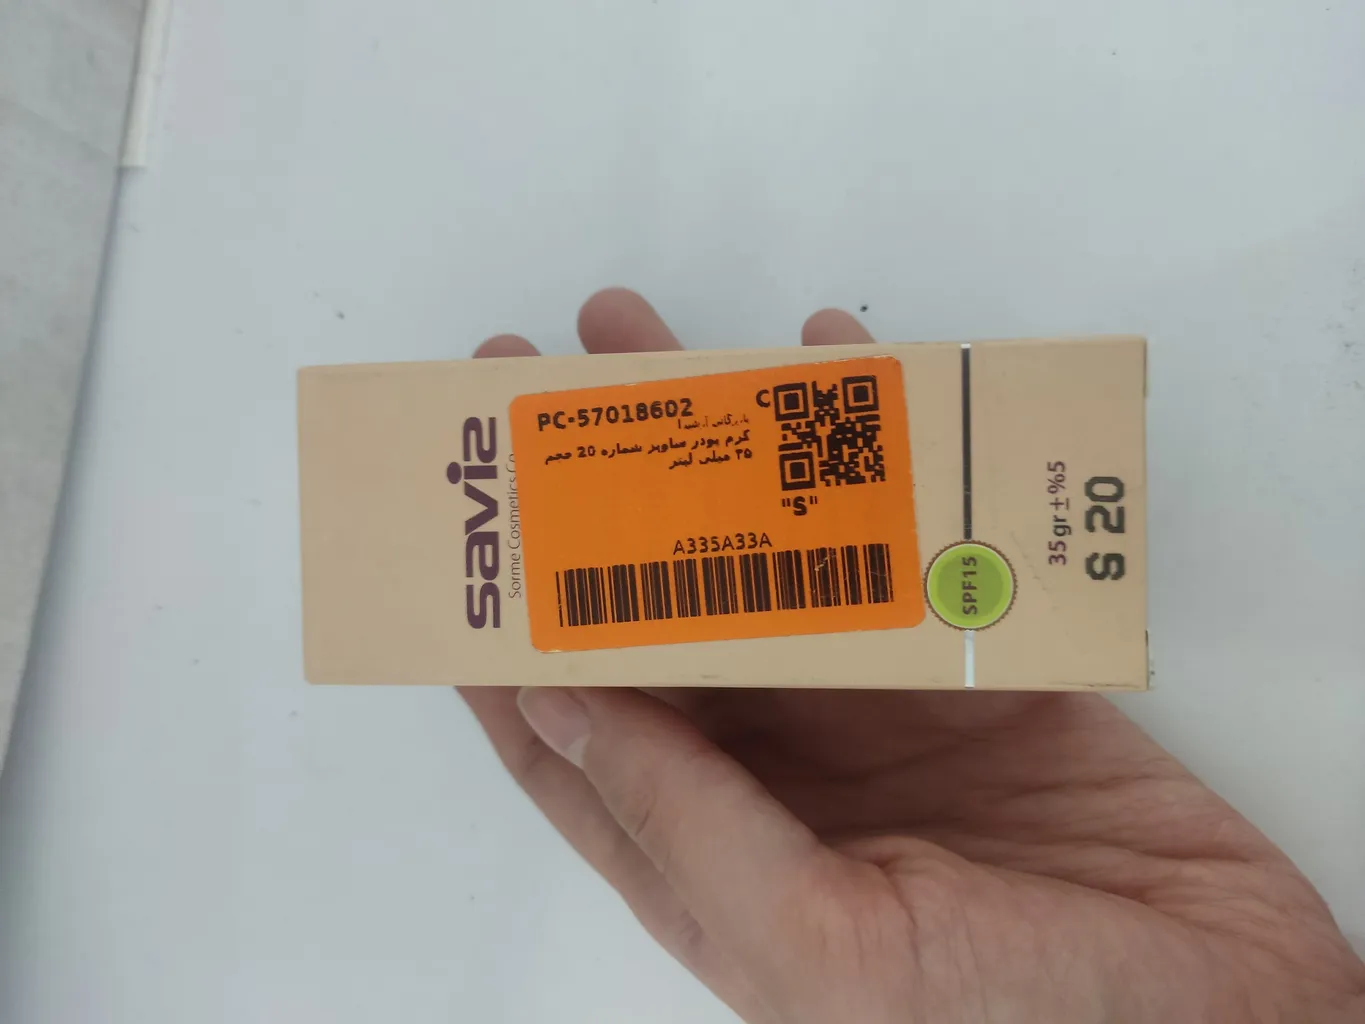 saviz
Sorme Cosmetics Co
PC-57018602
C
بازرگانی آرشیدا
کرم پودر ساویز شماره 20 حجم
۳۵ میلی لیتر
"S"
A335A33A
SPF15
35gr±%5
S 20